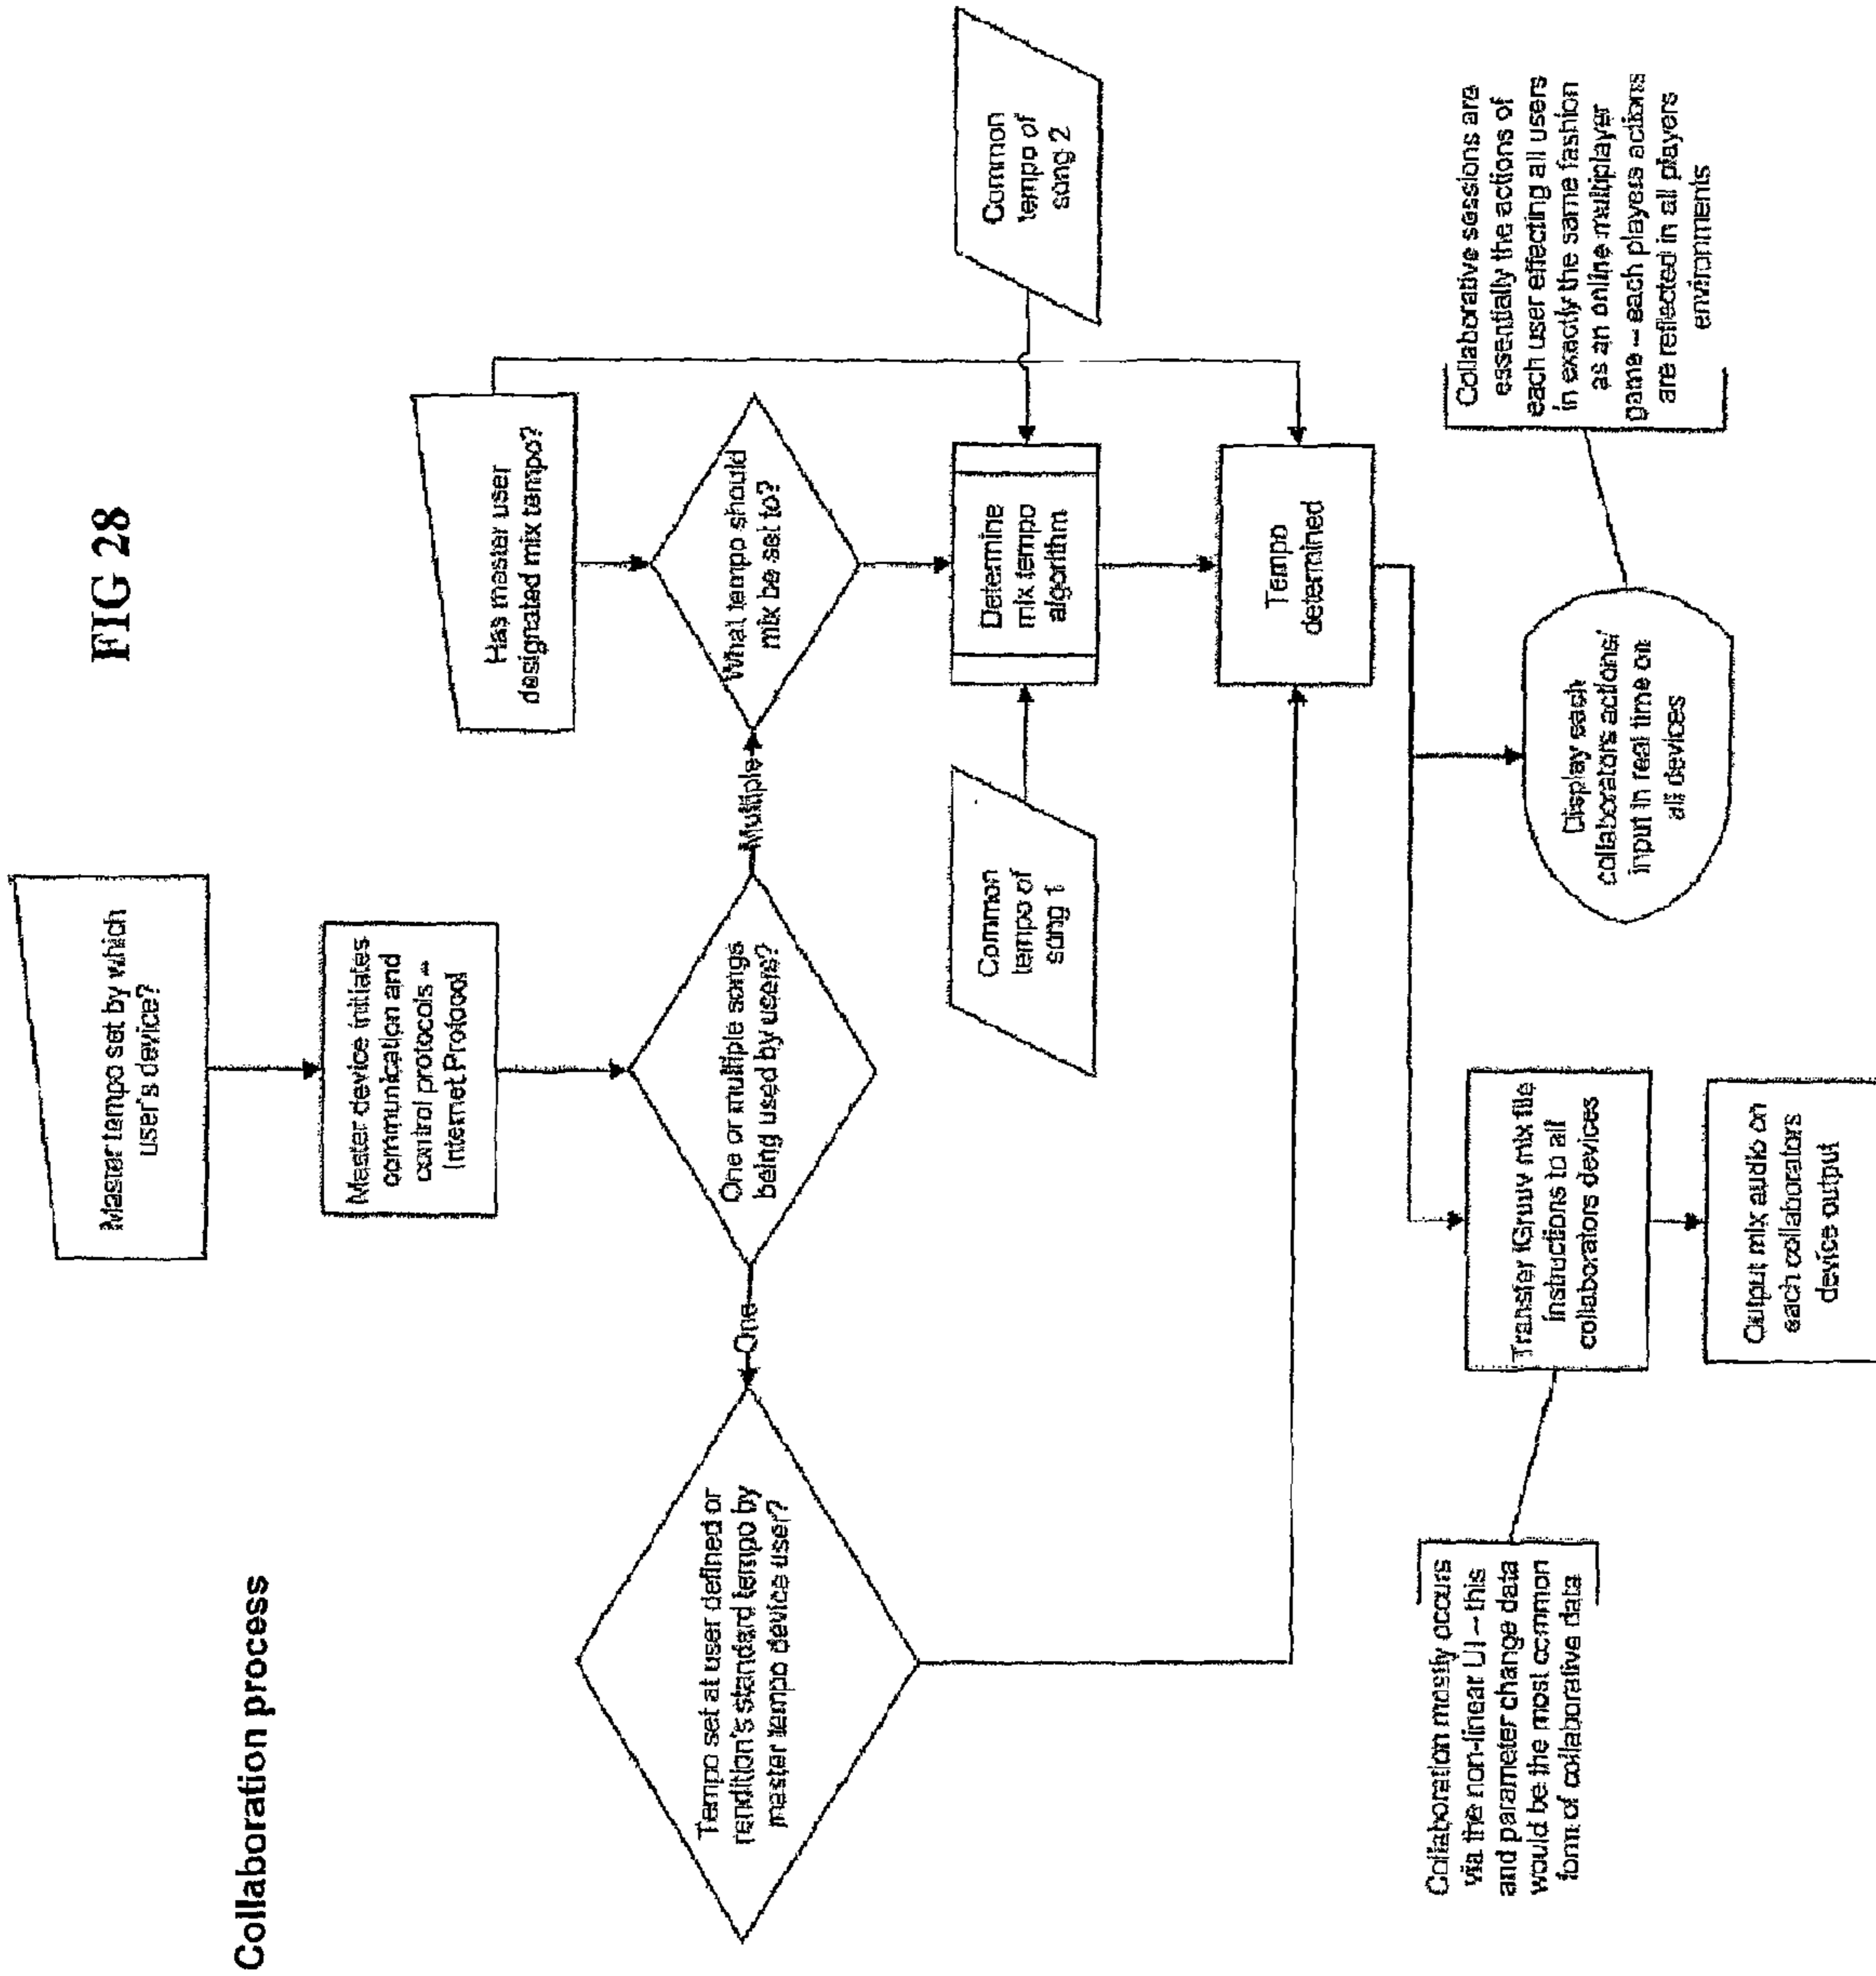 FIG 28
Collaboration process
Master tempo set by which
user's device?
Master device initiates
communication and
control protocols –
Internet Protocol
One or multiple songs
being used by users?
One
Multiple
Tempo set at user defined or
rendition's standard tempo by
master tempo device user?
Has master user
designated mix tempo?
What tempo should
mix be set to?
Common
tempo of
song 1
Determine
mix tempo
algorithm
Common
tempo of
song 2
Tempo
determined
Collaboration mostly occurs
via the non-linear UI – this
and parameter change data
would be the most common
form of collaborative data
Transfer iGruuv mix file
instructions to all
collaborators devices
Output mix audio on
each collaborators
device output
Display each
collaborators actions/
input in real time on
all devices
Collaborative sessions are
essentially the actions of
each user effecting all users
in exactly the same fashion
as an online multiplayer
game – each players actions
are reflected in all players
environments